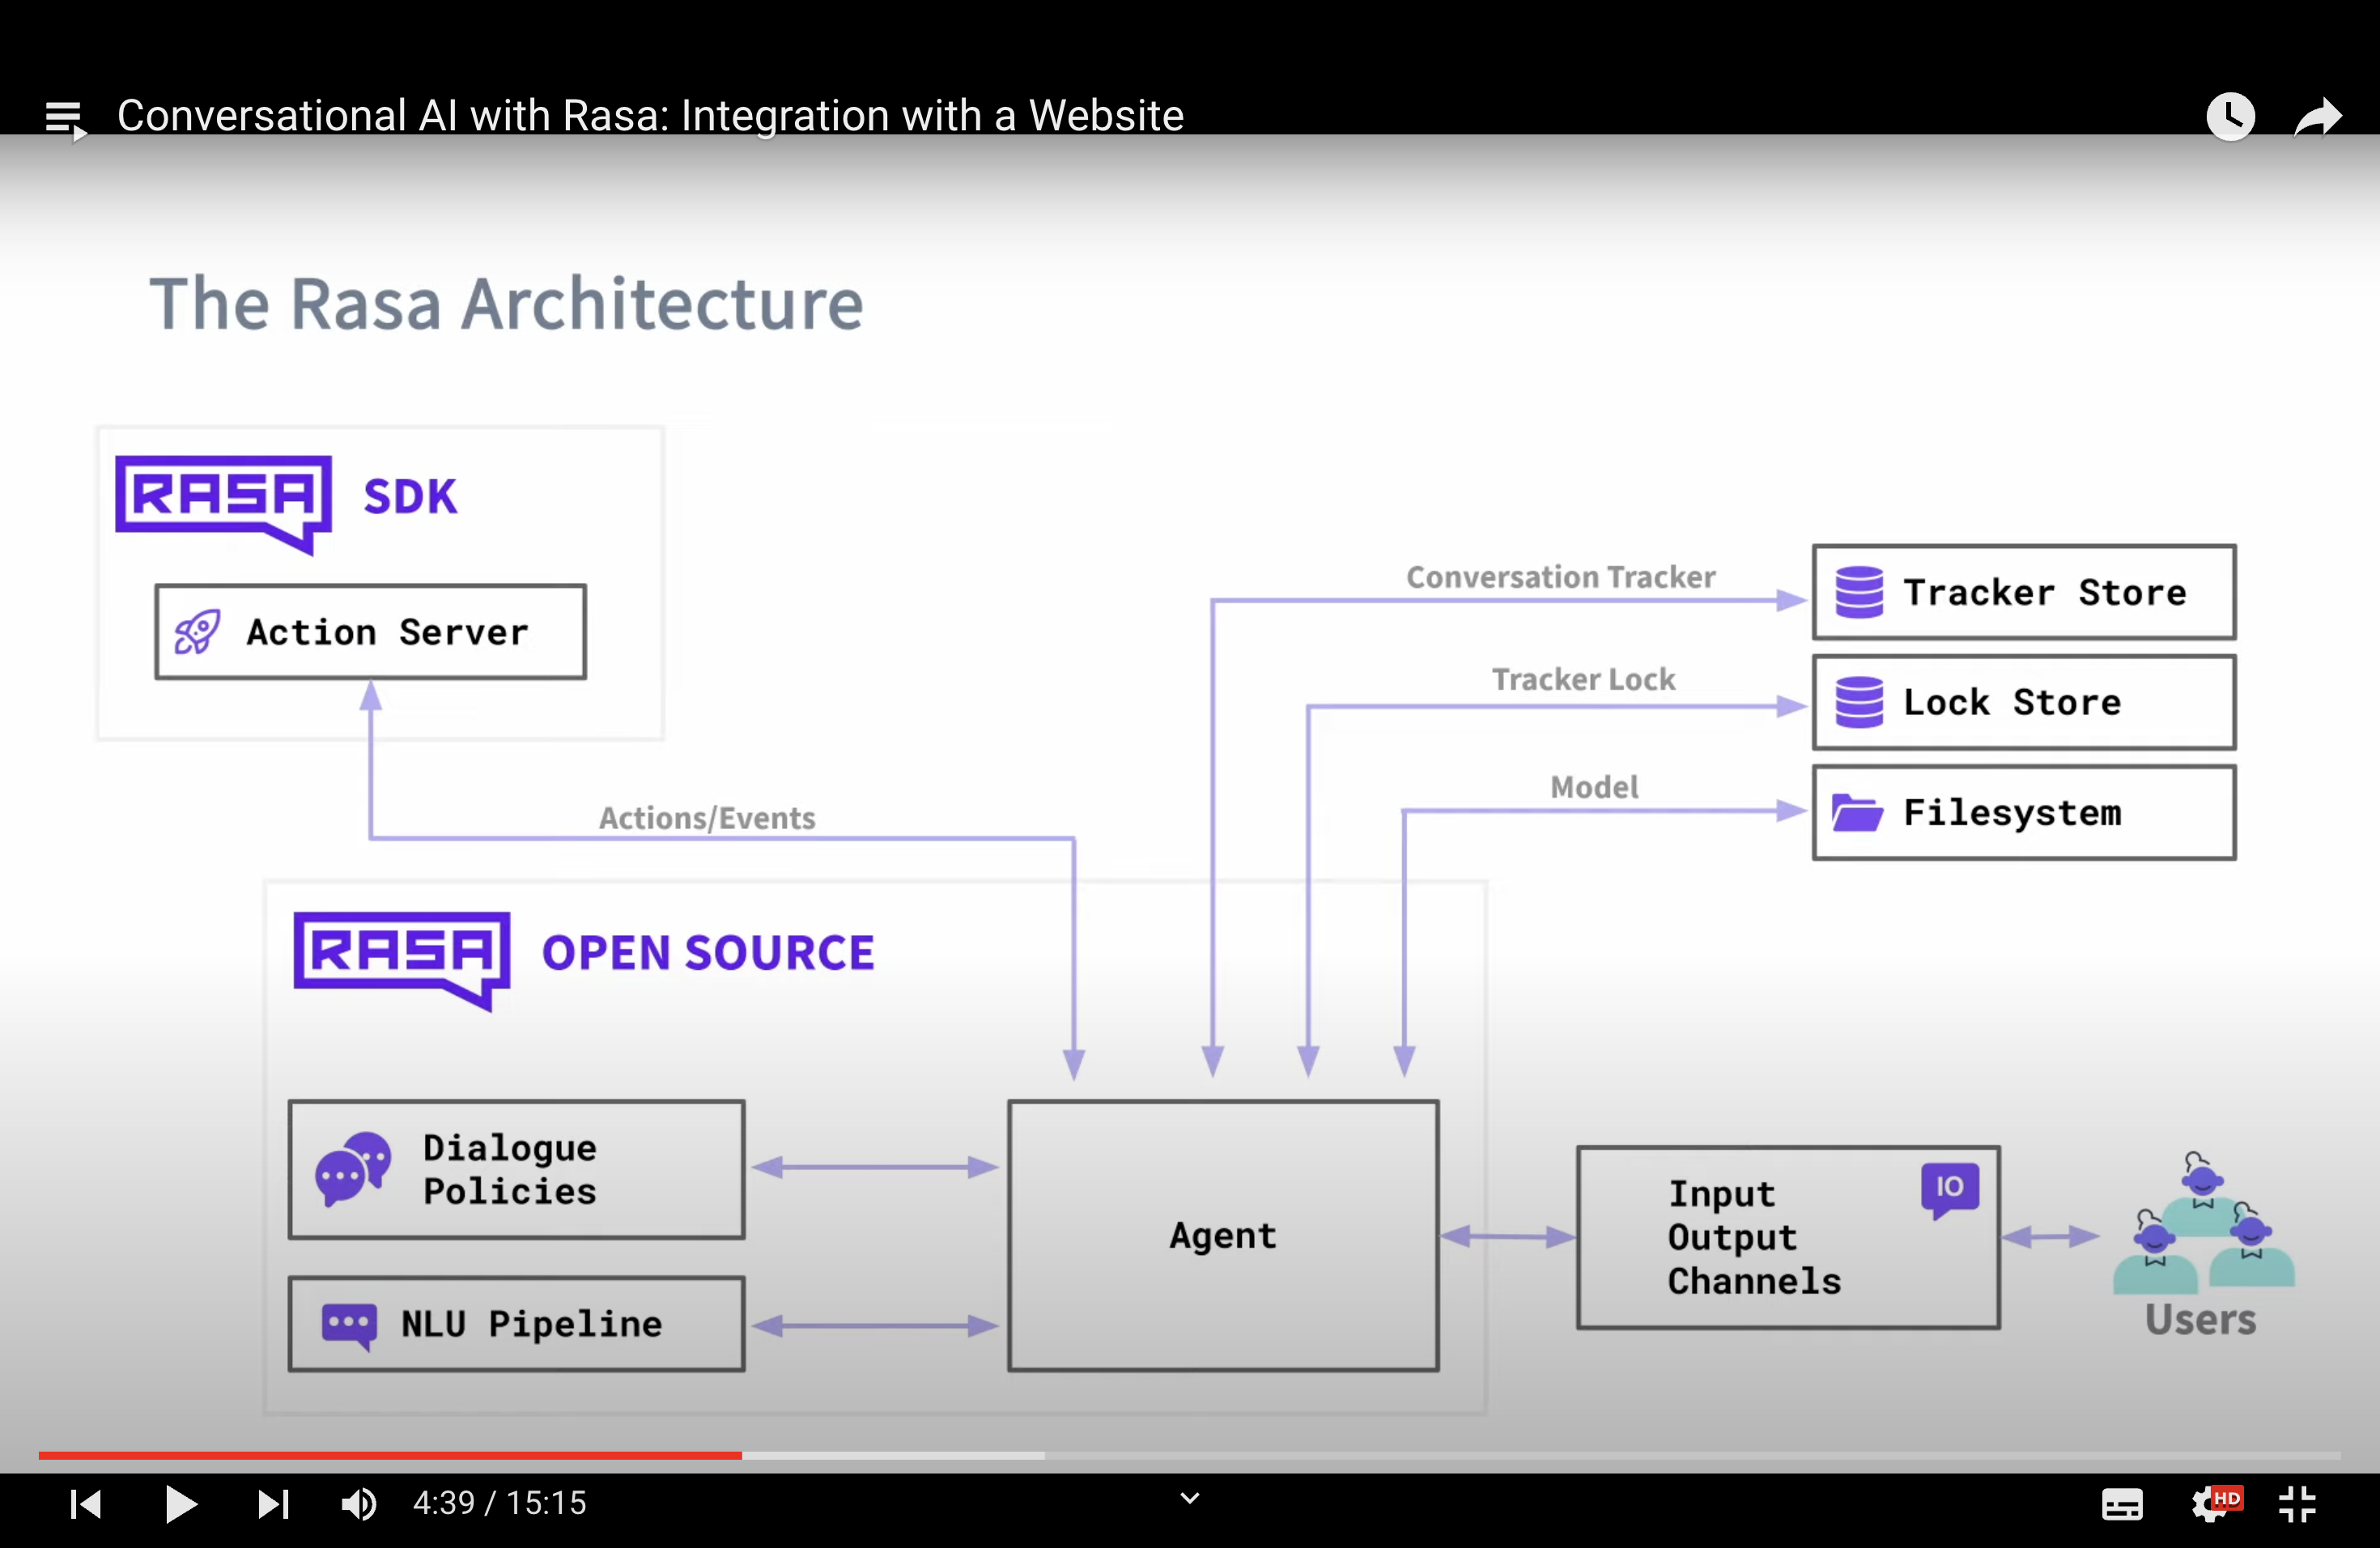 Conversational AI with Rasa: Integration with a Website
The Rasa Architecture
RASA SDK
Action Server
Conversation Tracker
Tracker Store
Tracker Lock
Lock Store
Model
Filesystem
Actions/Events
RASA OPEN SOURCE
Dialogue
Policies
NLU Pipeline
Agent
Input
Output
Channels
IO
Users
4:39 / 15:15
HD